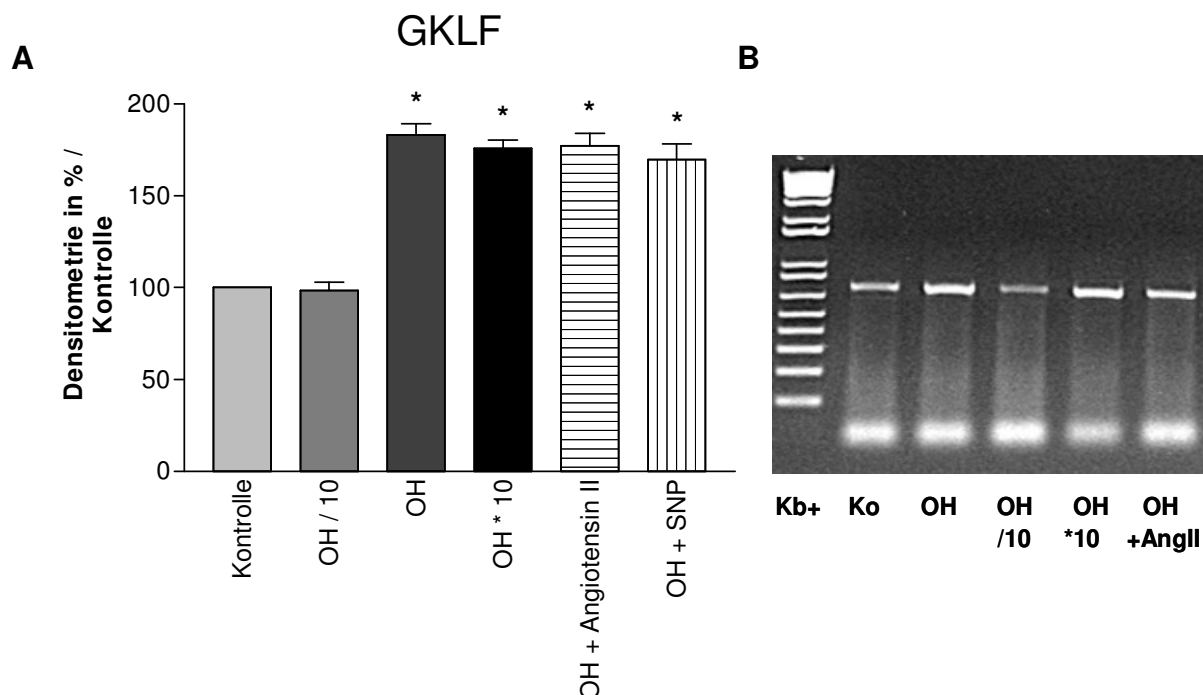 GKLF
A
B
Densitometrie in % /
Kontrolle
200
150
100
50
0
*
*
*
*
Kontrolle
OH / 10
OH
OH * 10
OH + Angiotensin II
OH + SNP
Kb+ Ko OH OH OH OH
/10 *10 +AngII